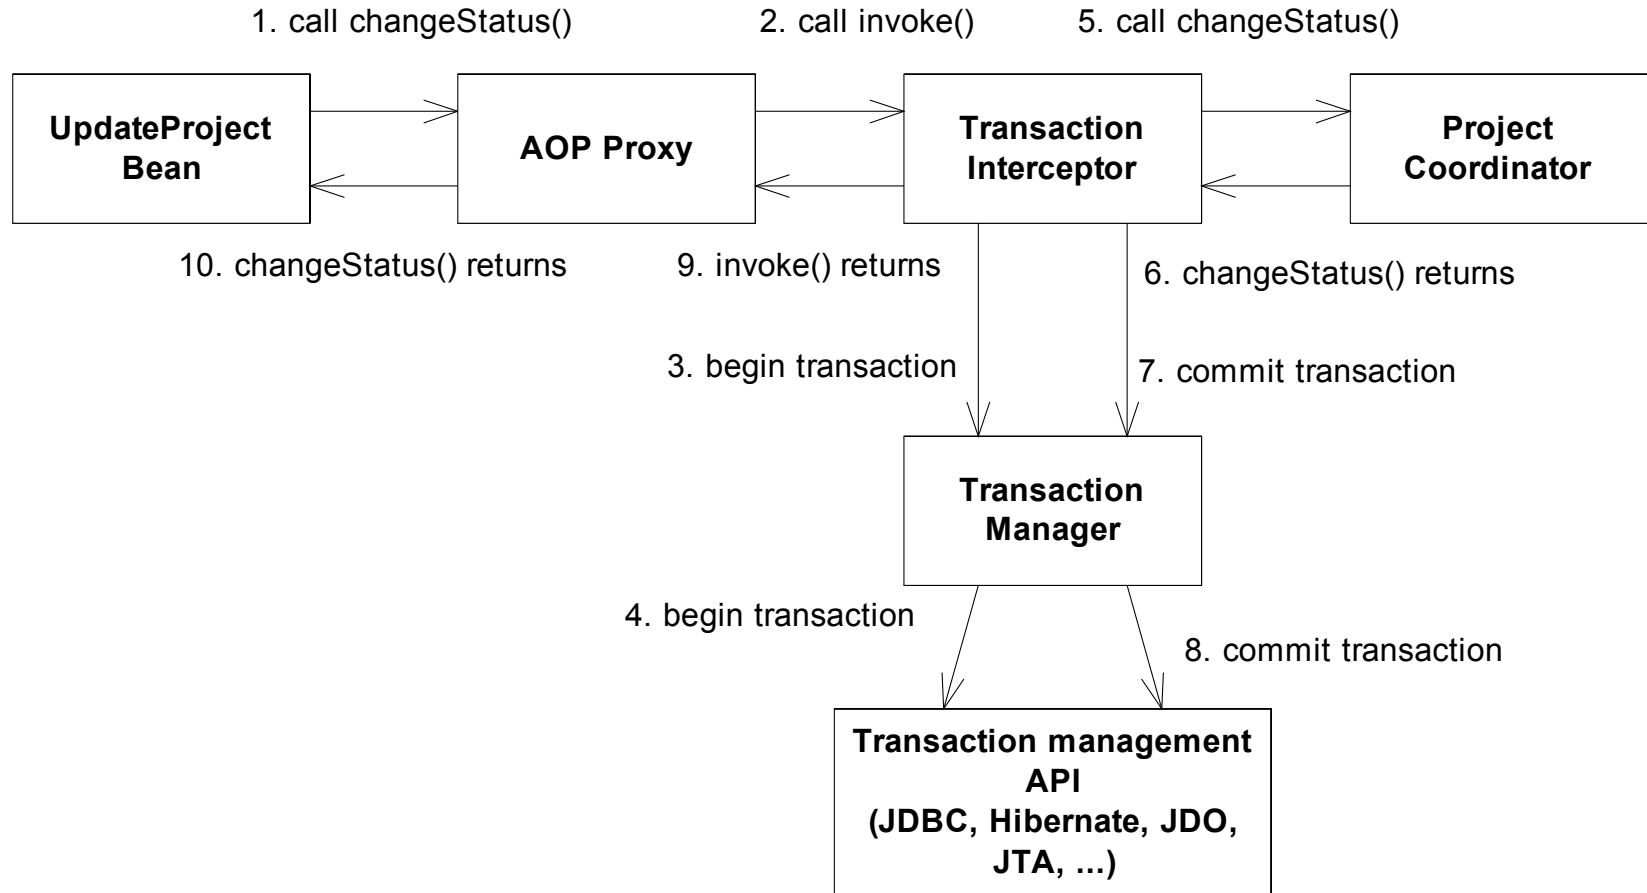 1. call changeStatus()
2. call invoke()
5. call changeStatus()
UpdateProject
Bean
AOP Proxy
Transaction
Interceptor
Project
Coordinator
10. changeStatus() returns
9. invoke() returns
6. changeStatus() returns
3. begin transaction
7. commit transaction
Transaction
Manager
4. begin transaction
8. commit transaction
Transaction management
API
(JDBC, Hibernate, JDO,
JTA, ...)